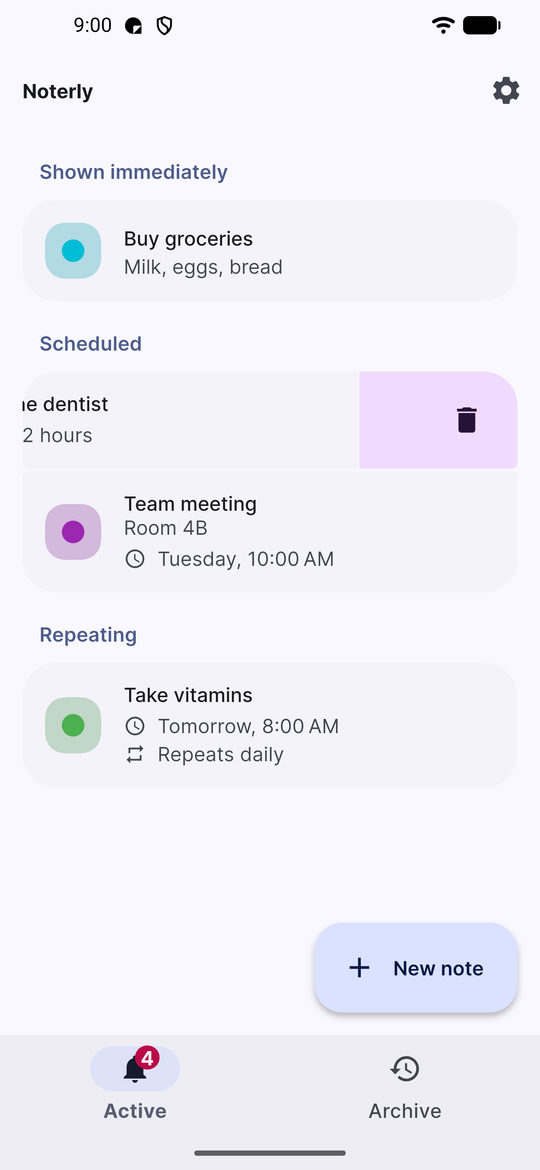 9:00
Noterly
Shown immediately
Buy groceries
Milk, eggs, bread
Scheduled
dentist
2 hours
Team meeting
Room 4B
Tuesday, 10:00 AM
Repeating
Take vitamins
Tomorrow, 8:00 AM
Repeats daily
New note
4
Active
Archive